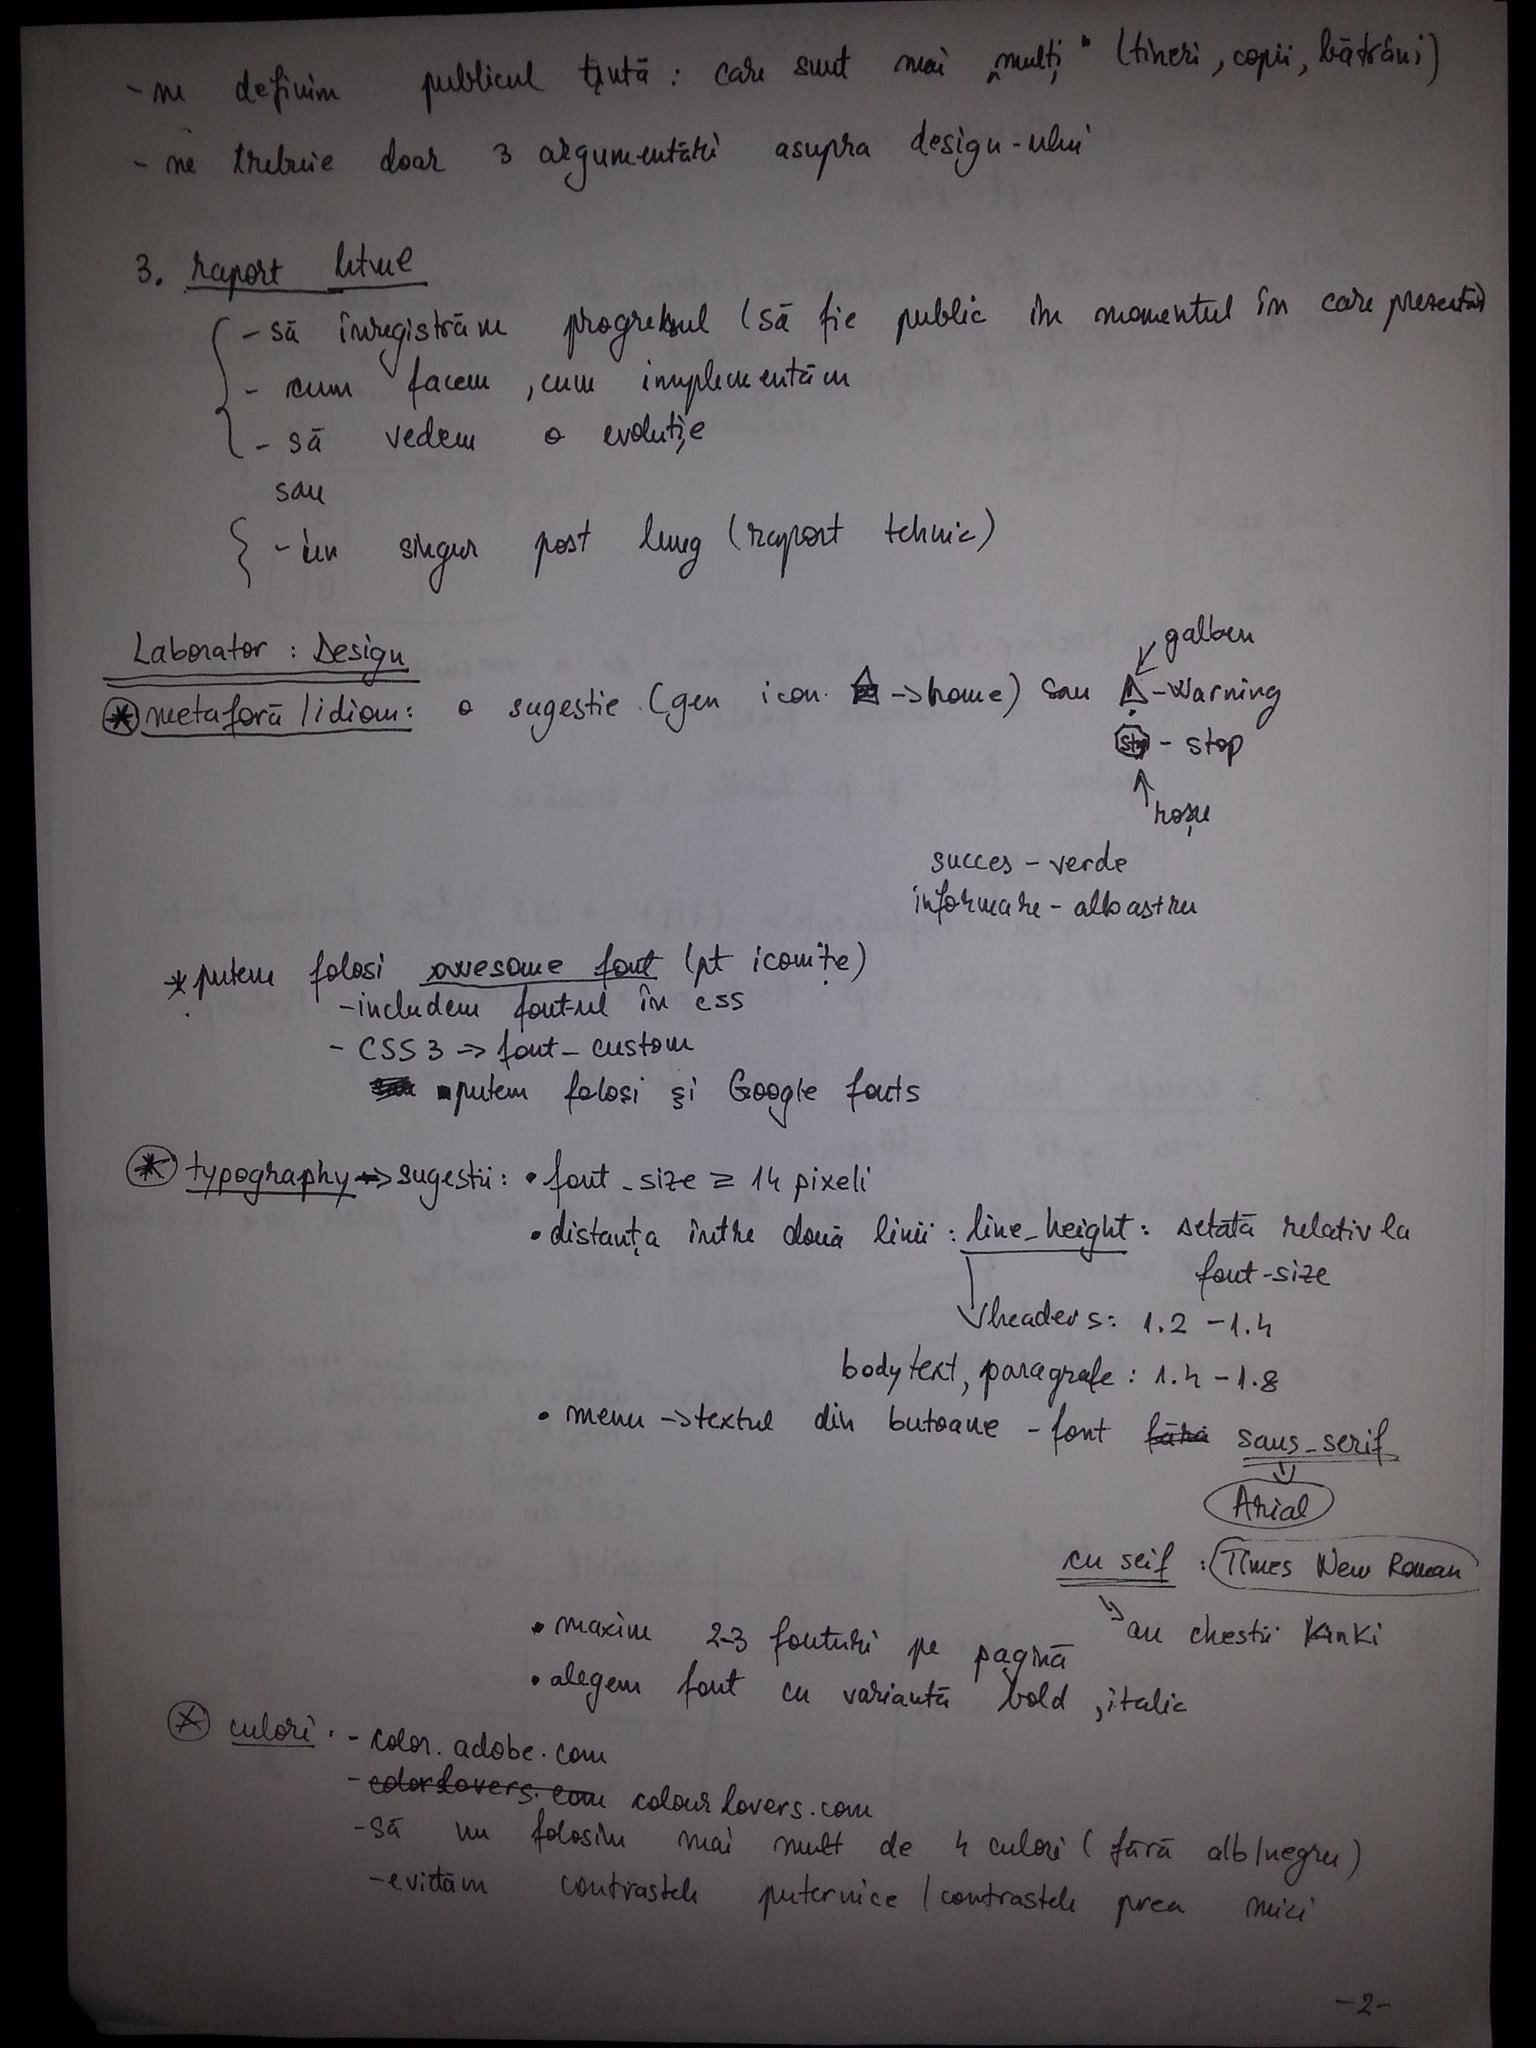 - ne definim publicul țintă : care sunt mai „mulți" (tineri, copii, bătrâni)
- ne trebuie doar 3 argumentări asupra design-ului
3. raport html
- să înregistrăm progresul (să fie public în momentul în care prezentăm)
- cum facem, cum implementăm
- să vedem o evoluție
sau
- un singur post lung (raport tehnic)
Laborator : Design
galben
* metaforă / idiom: o sugestie (gen icon -> home) sau ! - Warning
Stop - stop
roșu
succes - verde
informare - albastru
* putem folosi awesome font (pt iconițe)
- includem font-ul în css
- CSS 3 => font_custom
putem folosi și Google fonts
* typography -> sugestii: • font_size ≥ 14 pixeli
• distanța între două linii : line_height : setată relativ la
font-size
headers: 1.2 - 1.4
body text, paragrafe : 1.4 - 1.8
• menu -> textul din butoane - font fără sans_serif
Arial
cu seif : Times New Roman
• maxim 2-3 fonturi pe pagină
au chestii kinki
• alegem font cu variantă bold, italic
* culori : - color.adobe.com
- colorslovers.com colourlovers.com
- să nu folosim mai mult de 4 culori (fără alb/negru)
- evităm contrastele puternice / contrastele prea mici
-2-